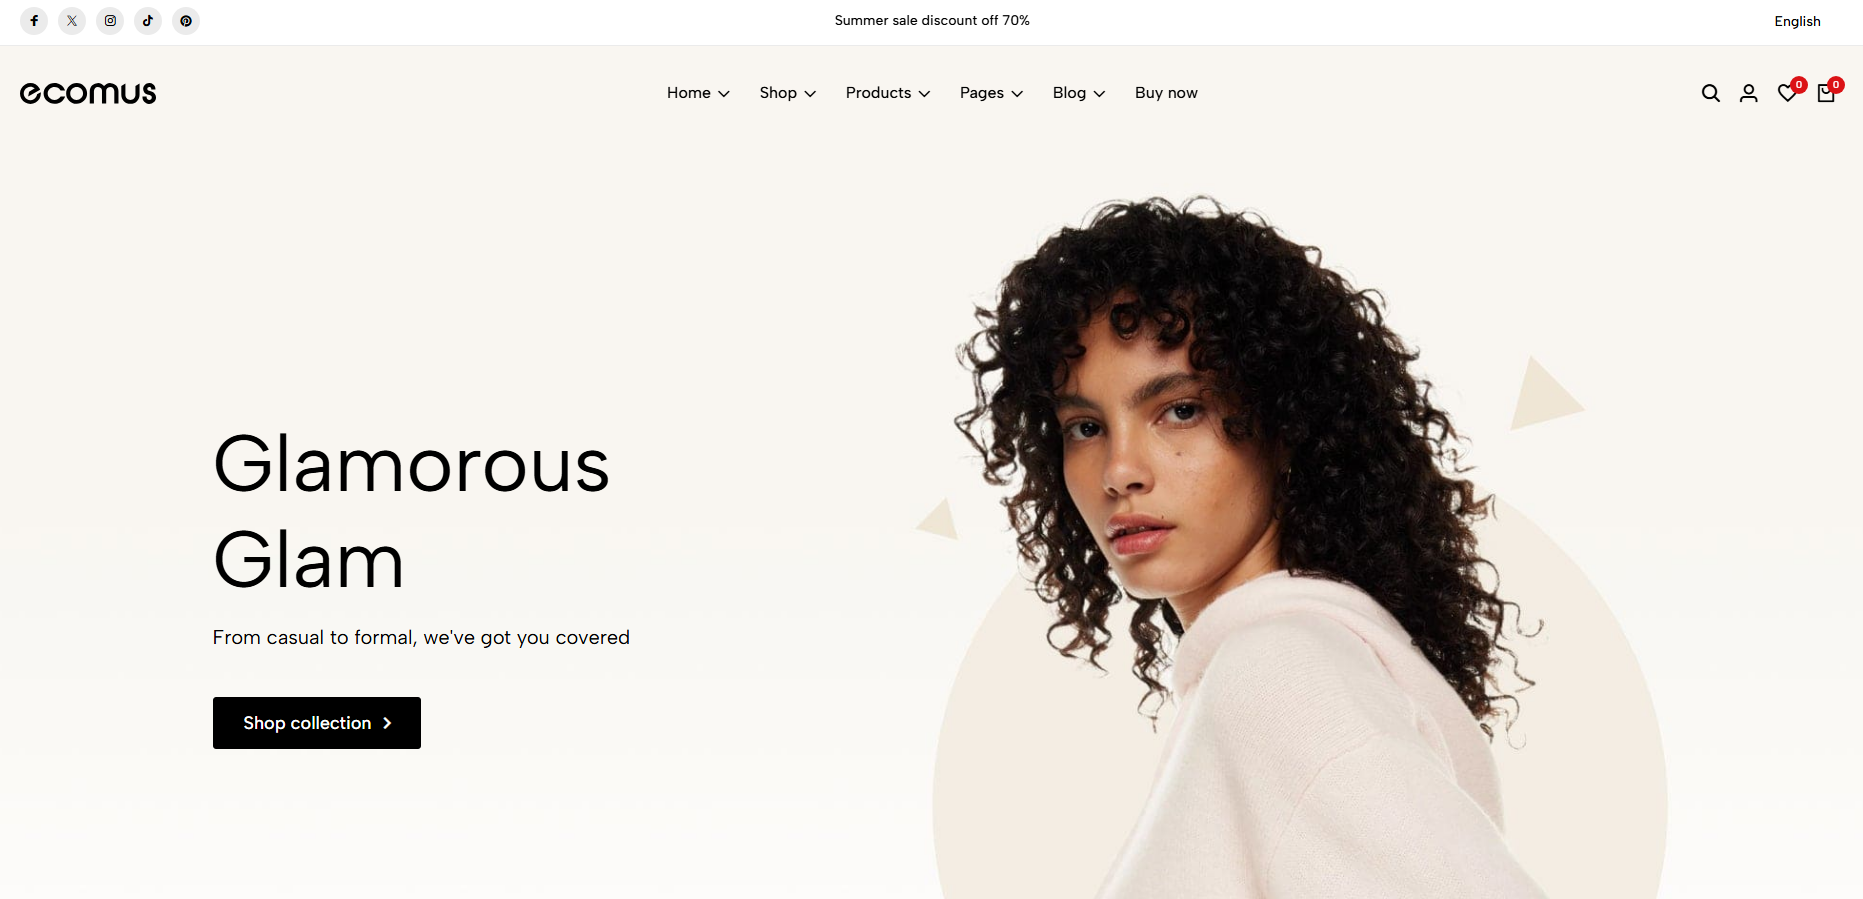 Summer sale discount off 70%
English
ecomus
Home
Shop
Products
Pages
Blog
Buy now
0
0
Glamorous
Glam
From casual to formal, we've got you covered
Shop collection